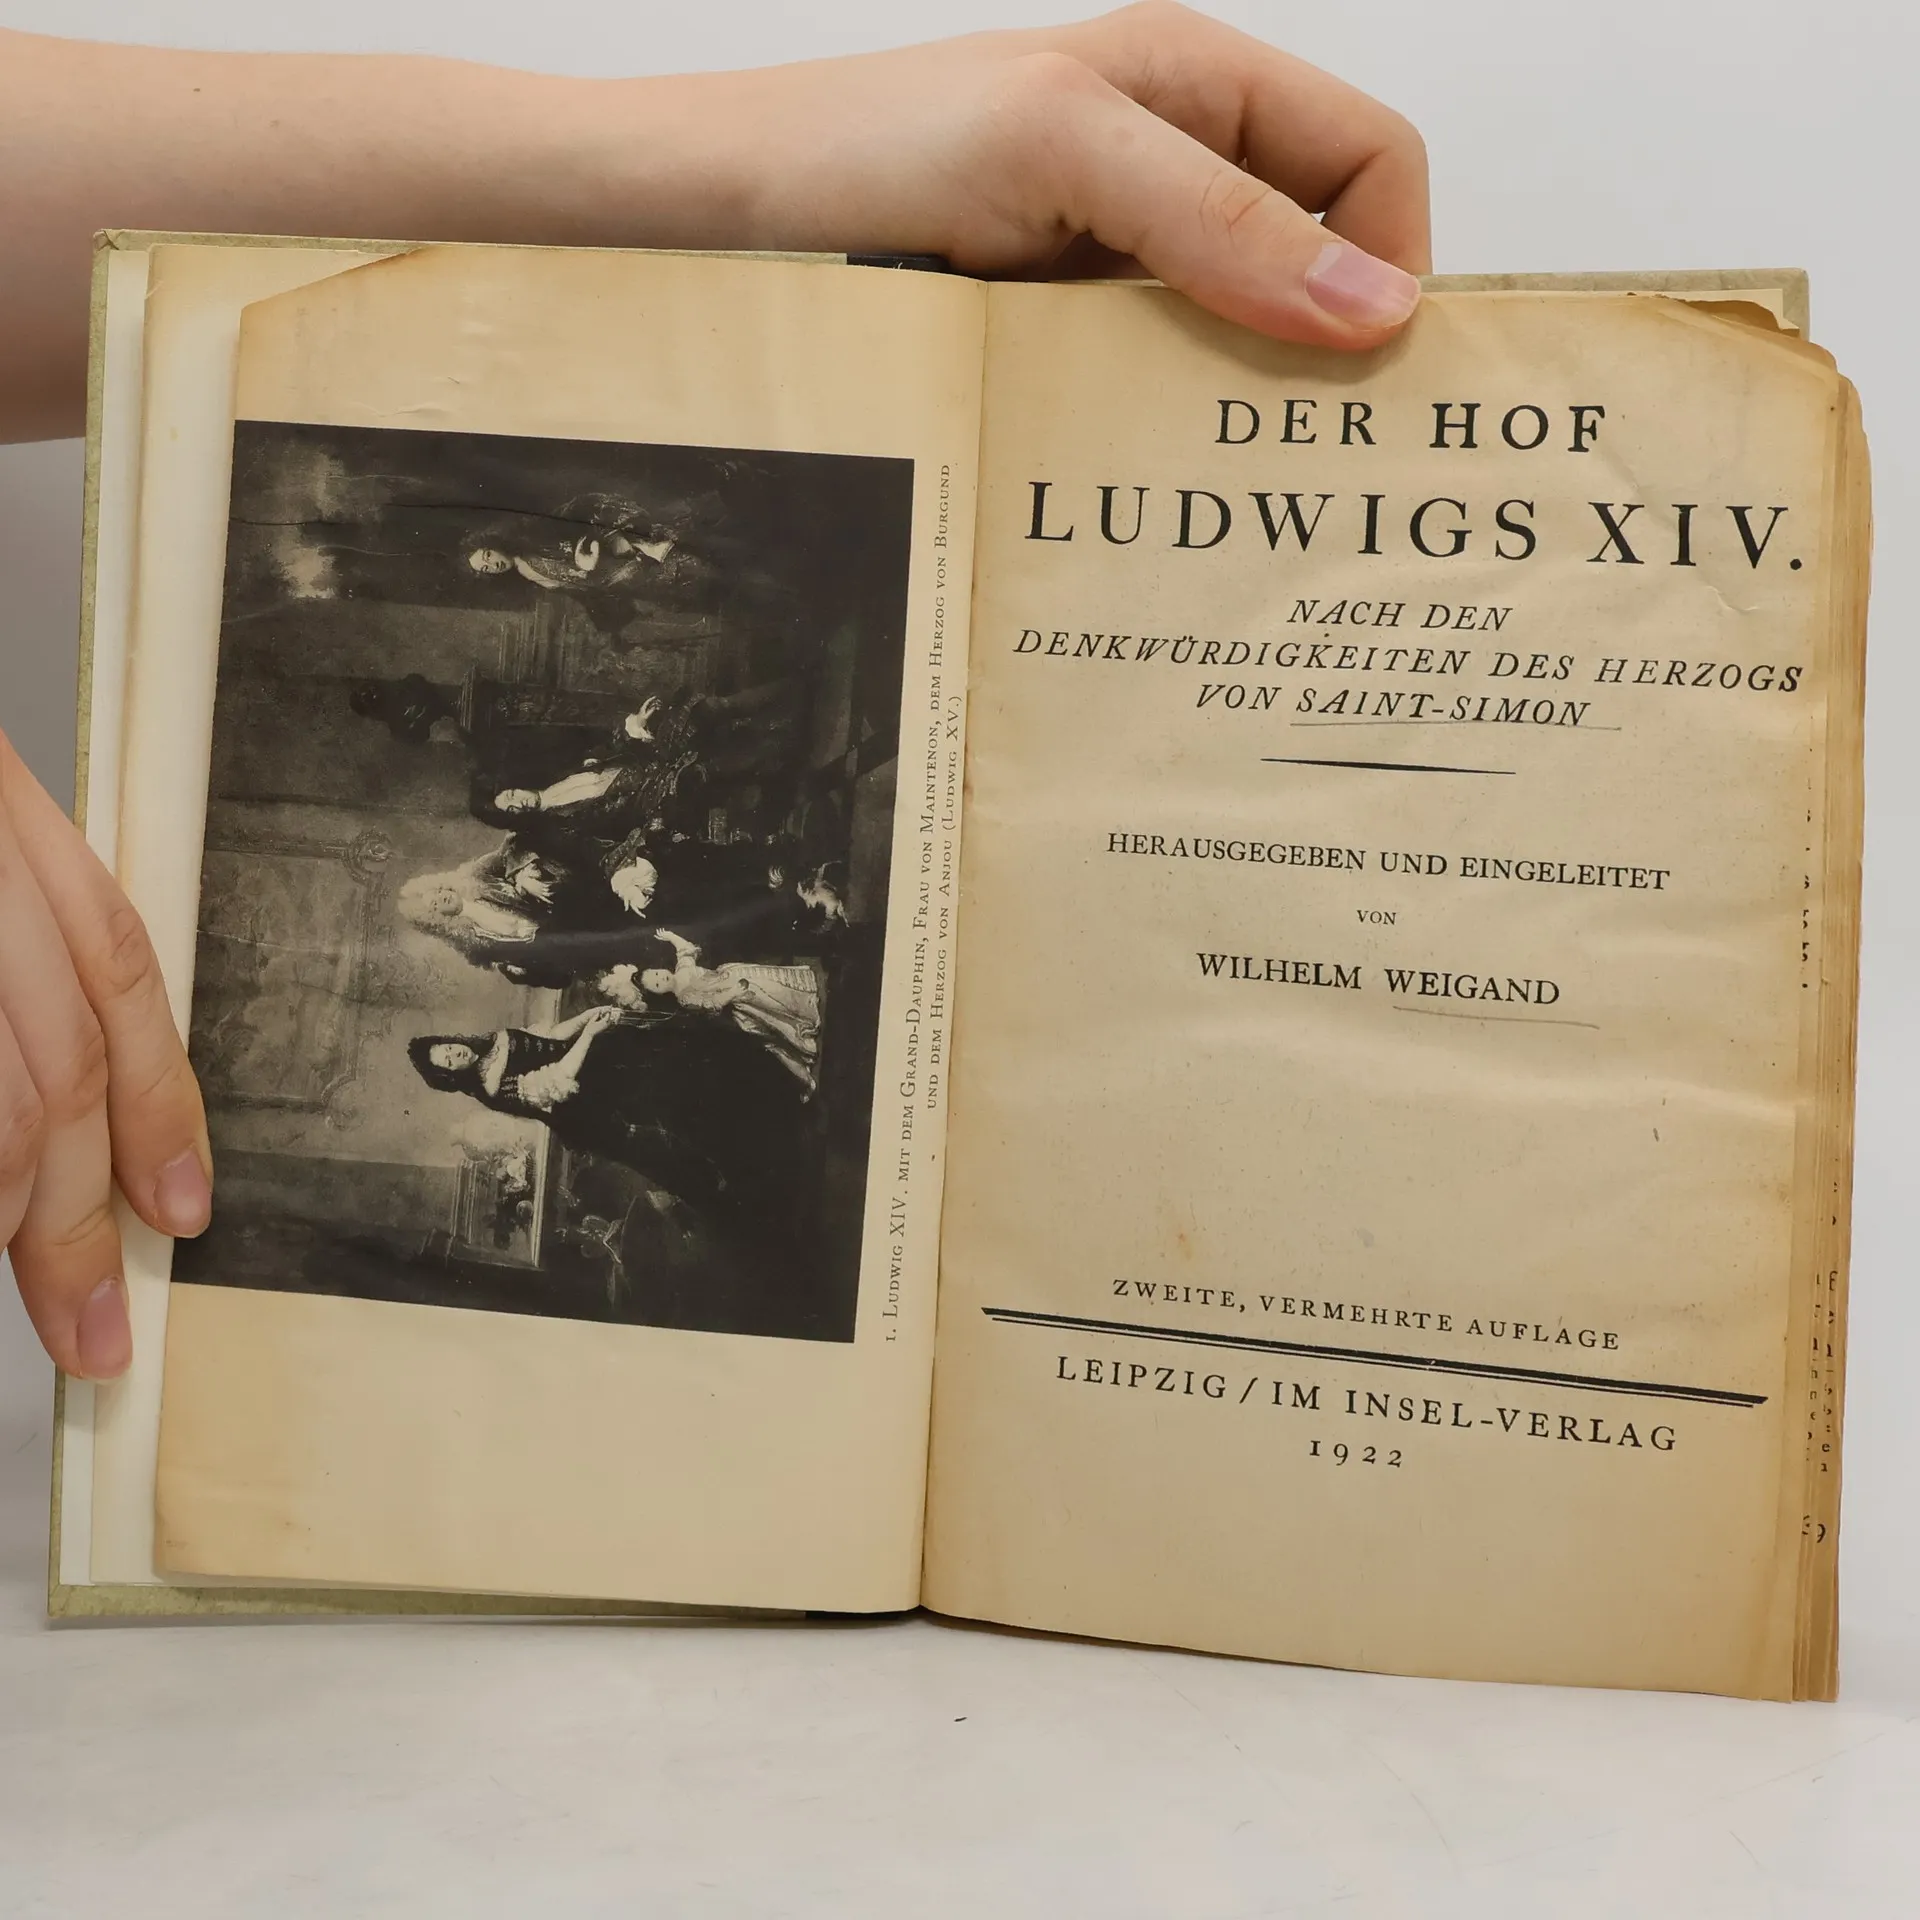 1. Ludwig XIV. mit dem Grand-Dauphin, Frau von Maintenon, dem Herzog von Burgund
und dem Herzog von Anjou (Ludwig XV.)
DER HOF
LUDWIGS XIV.
NACH DEN
DENKWÜRDIGKEITEN DES HERZOGS
VON SAINT-SIMON
HERAUSGEGEBEN UND EINGELEITET
VON
WILHELM WEIGAND
ZWEITE, VERMEHRTE AUFLAGE
LEIPZIG / IM INSEL-VERLAG
1922